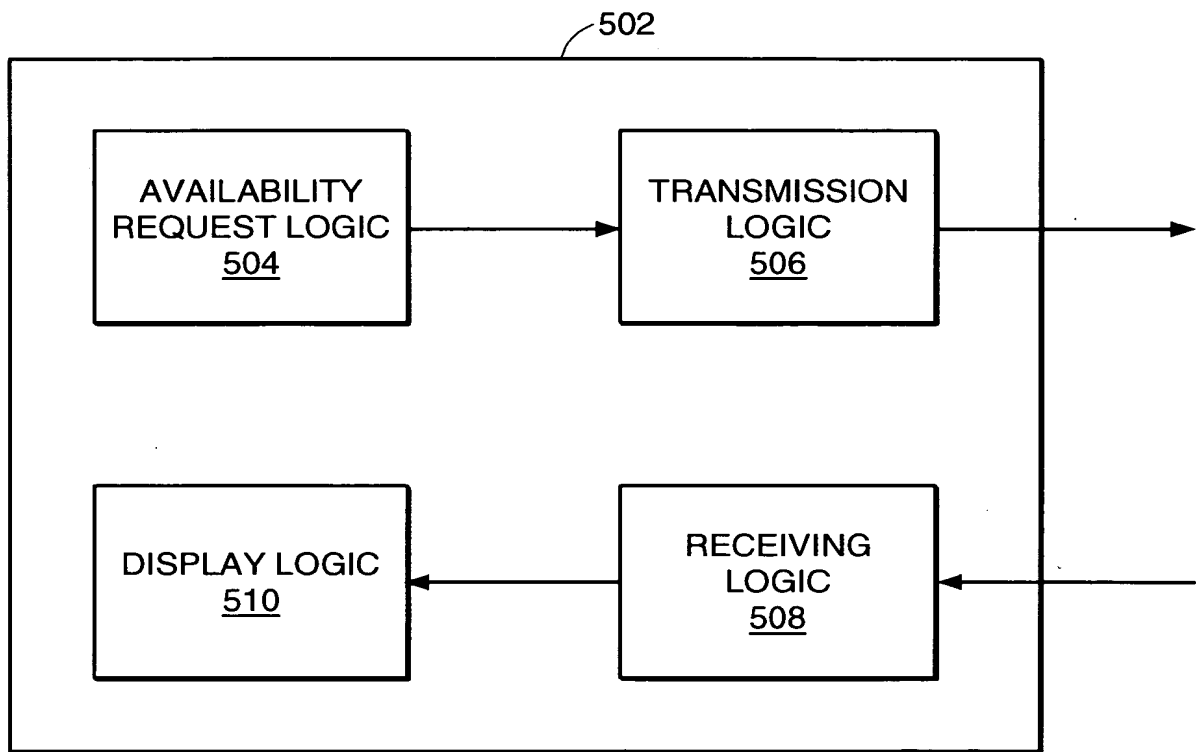 502
AVAILABILITY
REQUEST LOGIC
504
TRANSMISSION
LOGIC
506
DISPLAY LOGIC
510
RECEIVING
LOGIC
508